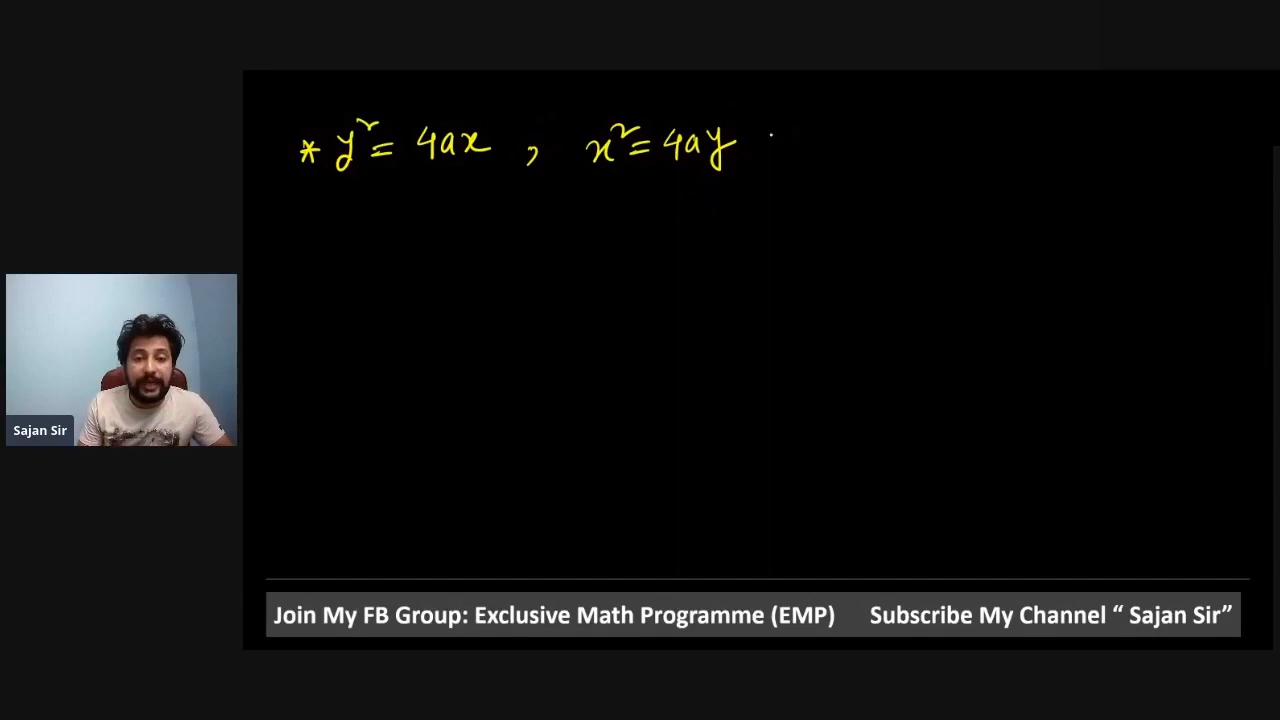 * y² = 4ax , x² = 4ay
Sajan Sir
Join My FB Group: Exclusive Math Programme (EMP) Subscribe My Channel “ Sajan Sir”